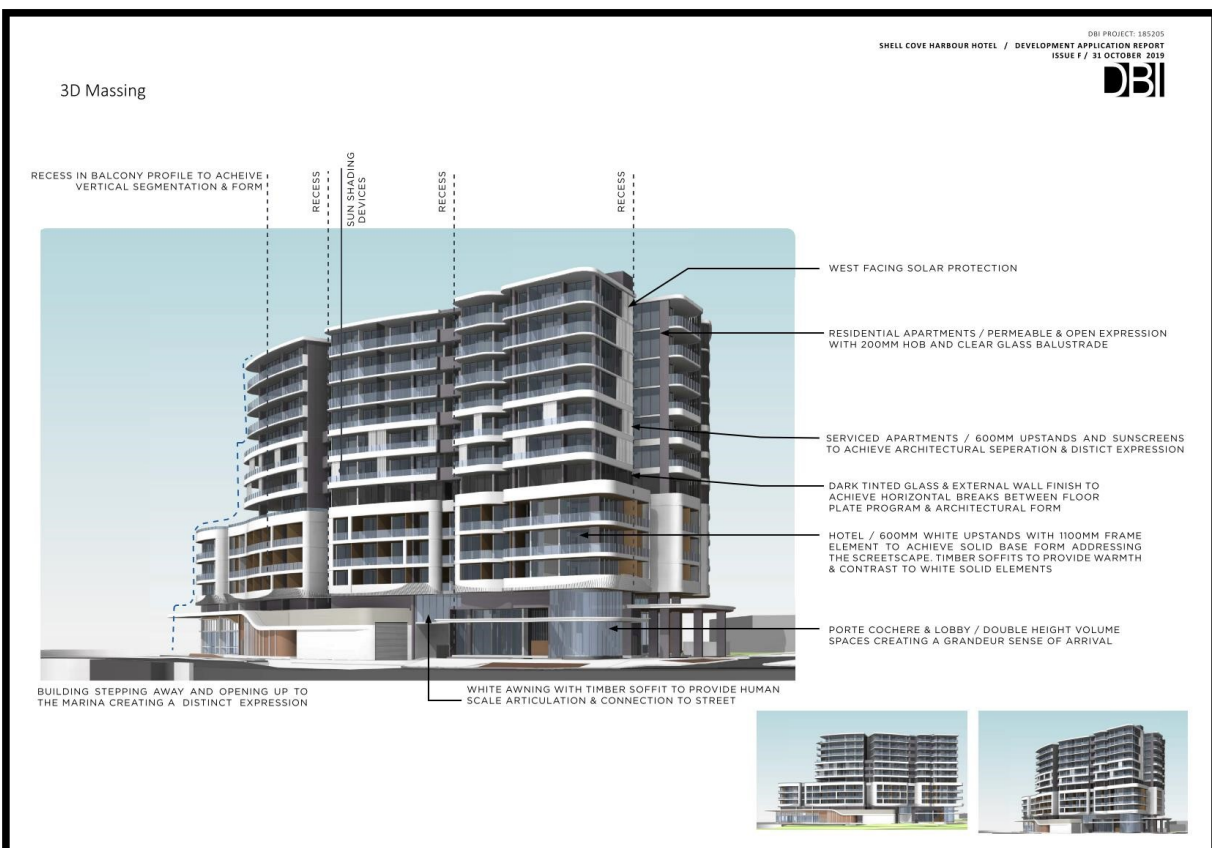 DBI PROJECT: 185205
SHELL COVE HARBOUR HOTEL / DEVELOPMENT APPLICATION REPORT
ISSUE F / 31 OCTOBER 2019
DBI
3D Massing
RECESS IN BALCONY PROFILE TO ACHEIVE
VERTICAL SEGMENTATION & FORM
RECESS
SUN SHADING
DEVICES
RECESS
RECESS
WEST FACING SOLAR PROTECTION
RESIDENTIAL APARTMENTS / PERMEABLE & OPEN EXPRESSION
WITH 200MM HOB AND CLEAR GLASS BALUSTRADE
SERVICED APARTMENTS / 600MM UPSTANDS AND SUNSCREENS
TO ACHIEVE ARCHITECTURAL SEPERATION & DISTICT EXPRESSION
DARK TINTED GLASS & EXTERNAL WALL FINISH TO
ACHIEVE HORIZONTAL BREAKS BETWEEN FLOOR
PLATE PROGRAM & ARCHITECTURAL FORM
HOTEL / 600MM WHITE UPSTANDS WITH 1100MM FRAME
ELEMENT TO ACHIEVE SOLID BASE FORM ADDRESSING
THE SCREETSCAPE. TIMBER SOFFITS TO PROVIDE WARMTH
& CONTRAST TO WHITE SOLID ELEMENTS
PORTE COCHERE & LOBBY / DOUBLE HEIGHT VOLUME
SPACES CREATING A GRANDEUR SENSE OF ARRIVAL
BUILDING STEPPING AWAY AND OPENING UP TO
THE MARINA CREATING A DISTINCT EXPRESSION
WHITE AWNING WITH TIMBER SOFFIT TO PROVIDE HUMAN
SCALE ARTICULATION & CONNECTION TO STREET